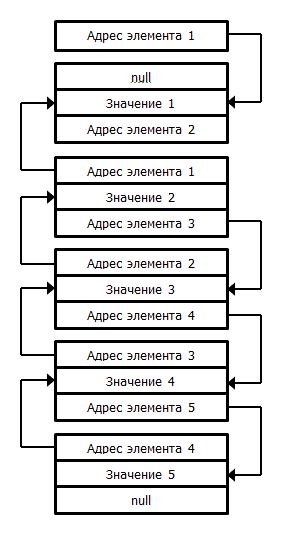 Адрес элемента 1
null
Значение 1
Адрес элемента 2
Адрес элемента 1
Значение 2
Адрес элемента 3
Адрес элемента 2
Значение 3
Адрес элемента 4
Адрес элемента 3
Значение 4
Адрес элемента 5
Адрес элемента 4
Значение 5
null